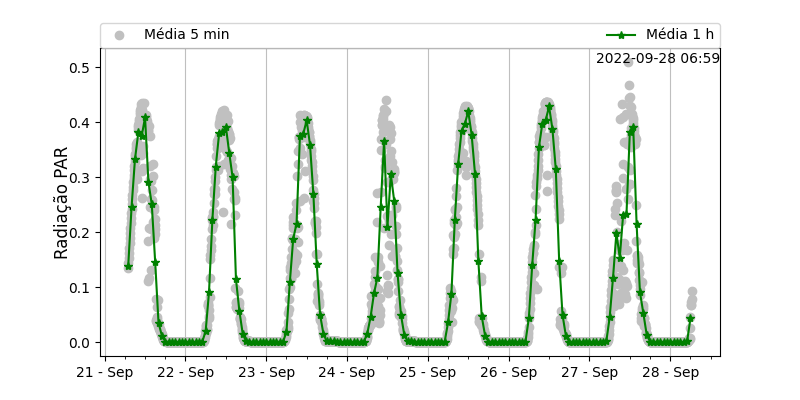 Média 5 min
Média 1 h
2022-09-28 06:59
0.5
0.4
0.3
0.2
0.1
0.0
Radiação PAR
21 - Sep
22 - Sep
23 - Sep
24 - Sep
25 - Sep
26 - Sep
27 - Sep
28 - Sep